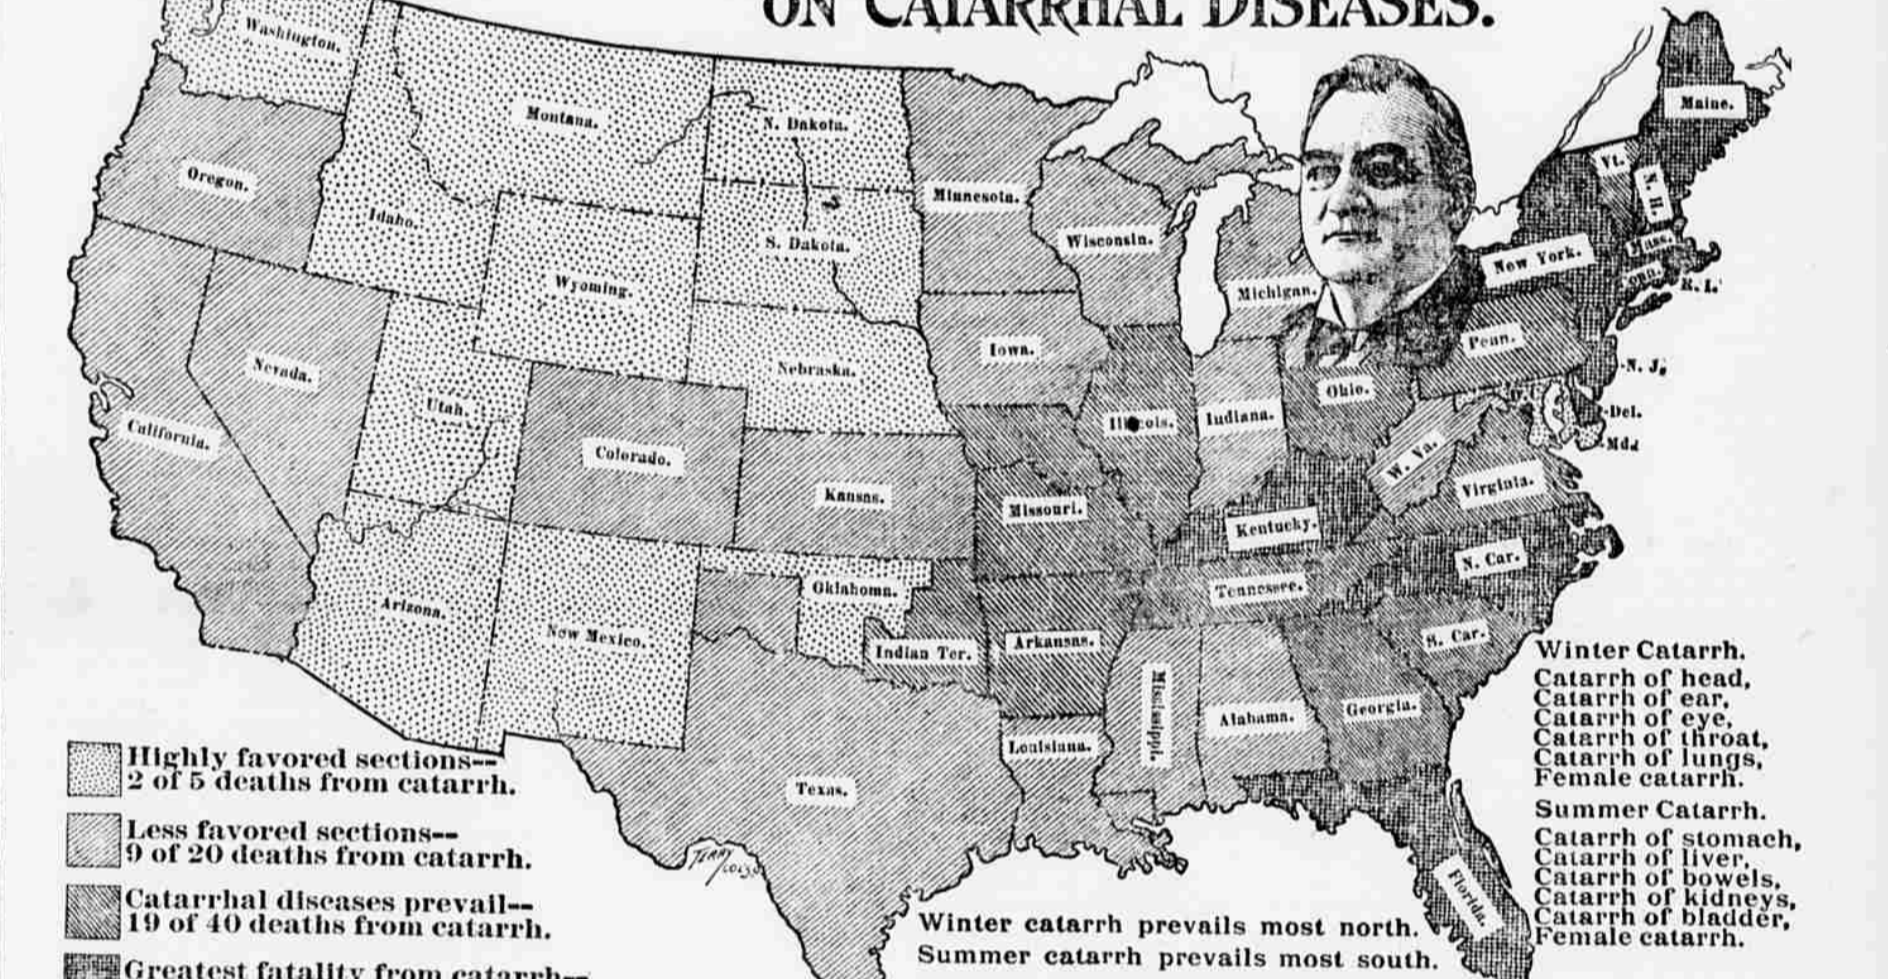 ON CATARRHAL DISEASES.
Washington.
Montana.
N. Dakota.
Minnesota.
Maine.
Vt.
N. H.
Oregon.
Idaho.
S. Dakota.
Wisconsin.
Mass.
New York.
Conn.
R. I.
Wyoming.
Michigan.
Iowa.
Penn.
Nevada.
Nebraska.
N. J.
Utah.
Ohio.
Illinois.
Indiana.
Del.
Md.
California.
Colorado.
Kansas.
W. Va.
Virginia.
Missouri.
Kentucky.
N. Car.
Oklahoma.
Tennessee.
Arizona.
New Mexico.
Indian Ter.
Arkansas.
S. Car.
Mississippi.
Alabama.
Georgia.
Louisiana.
Texas.
Florida.
TERRY
Highly favored sections--
2 of 5 deaths from catarrh.
Less favored sections--
9 of 20 deaths from catarrh.
Catarrhal diseases prevail--
19 of 40 deaths from catarrh.
Greatest fatality from catarrh--
Winter catarrh prevails most north.
Summer catarrh prevails most south.
Winter Catarrh.
Catarrh of head,
Catarrh of ear,
Catarrh of eye,
Catarrh of throat,
Catarrh of lungs,
Female catarrh.
Summer Catarrh.
Catarrh of stomach,
Catarrh of liver,
Catarrh of bowels,
Catarrh of kidneys,
Catarrh of bladder,
Female catarrh.